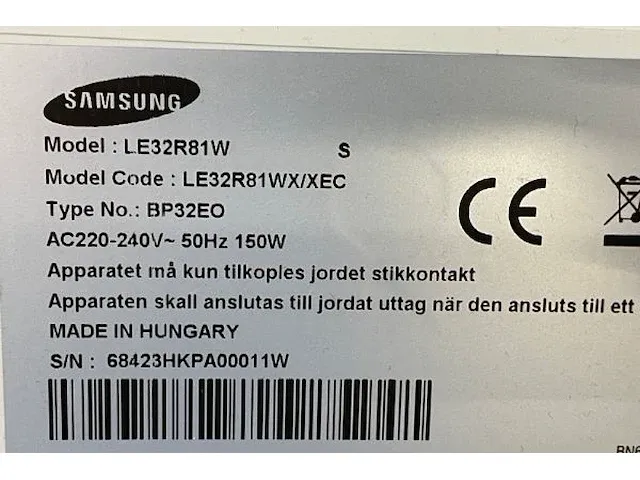 SAMSUNG
Model : LE32R81W S
Model Code : LE32R81WX/XEC
Type No.: BP32EO
AC220-240V~ 50Hz 150W
Apparatet må kun tilkoples jordet stikkontakt
Apparaten skall anslutas till jordat uttag när den ansluts till ett
MADE IN HUNGARY
S/N : 68423HKPA00011W
CE